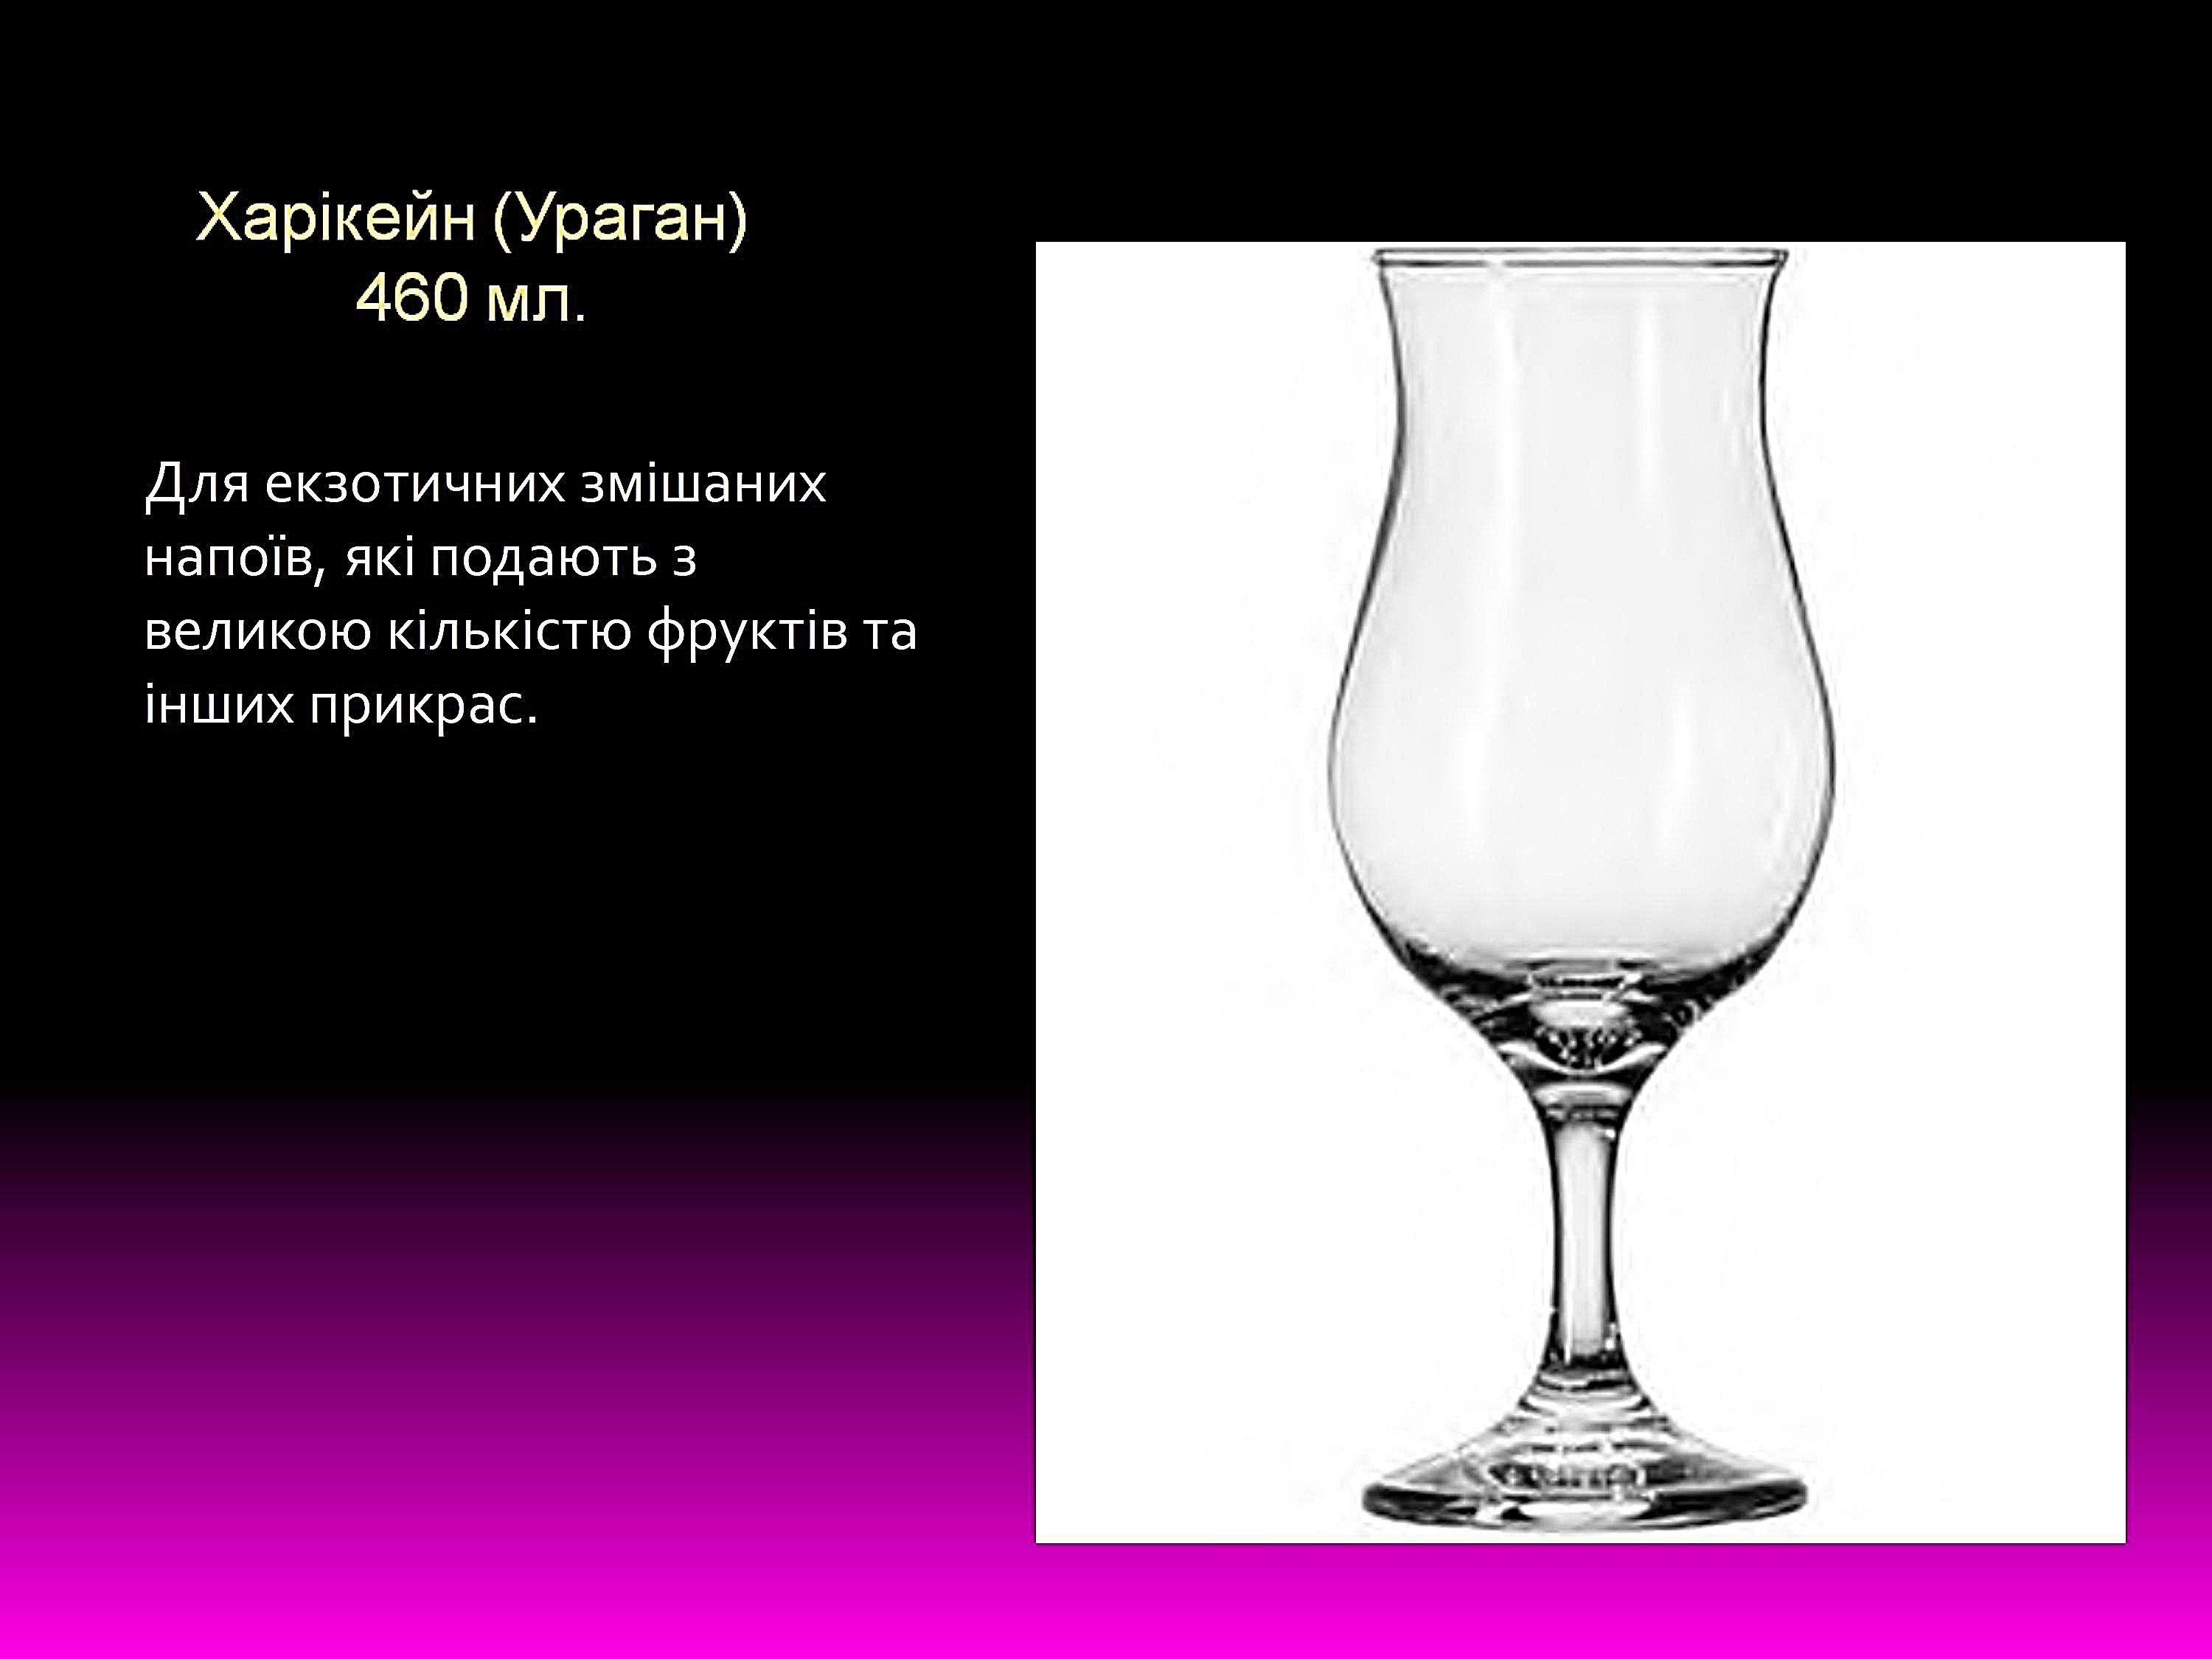 Харікейн (Ураган)
460 мл.
Для екзотичних змішаних
напоїв, які подають з
великою кількістю фруктів та
інших прикрас.